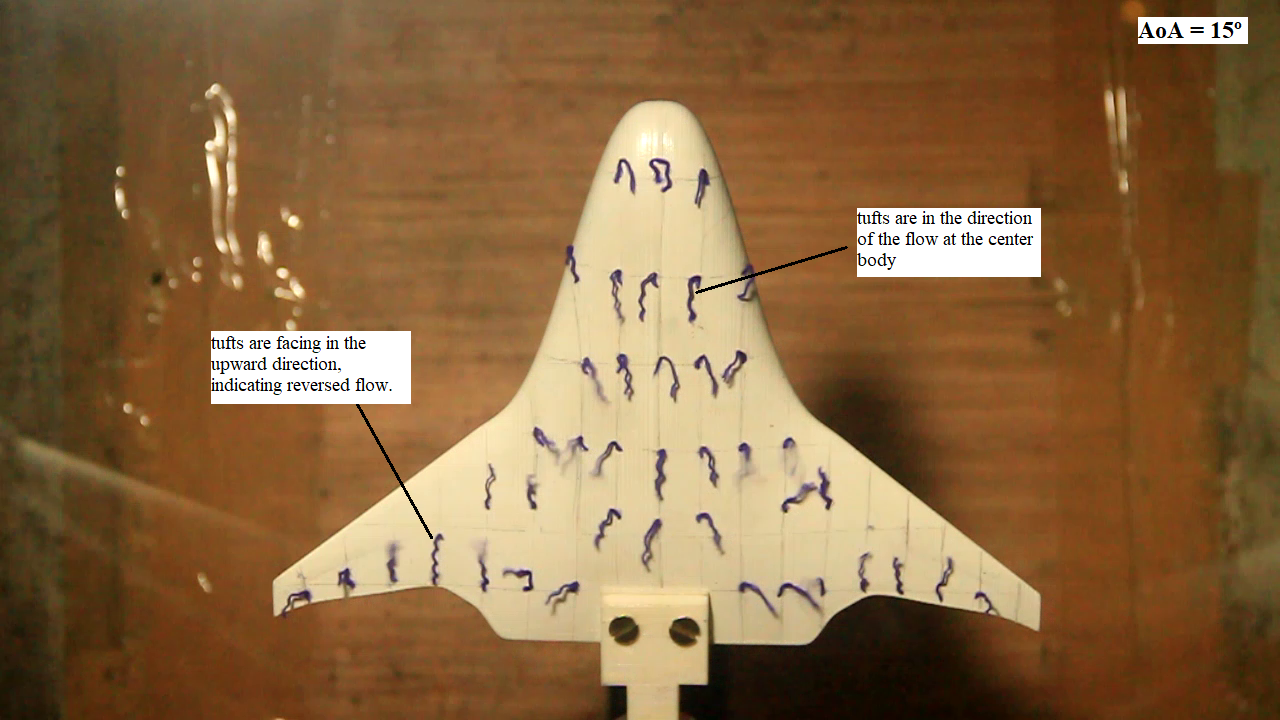 AoA = 15º
tufts are in the direction
of the flow at the center
body
tufts are facing in the
upward direction,
indicating reversed flow.